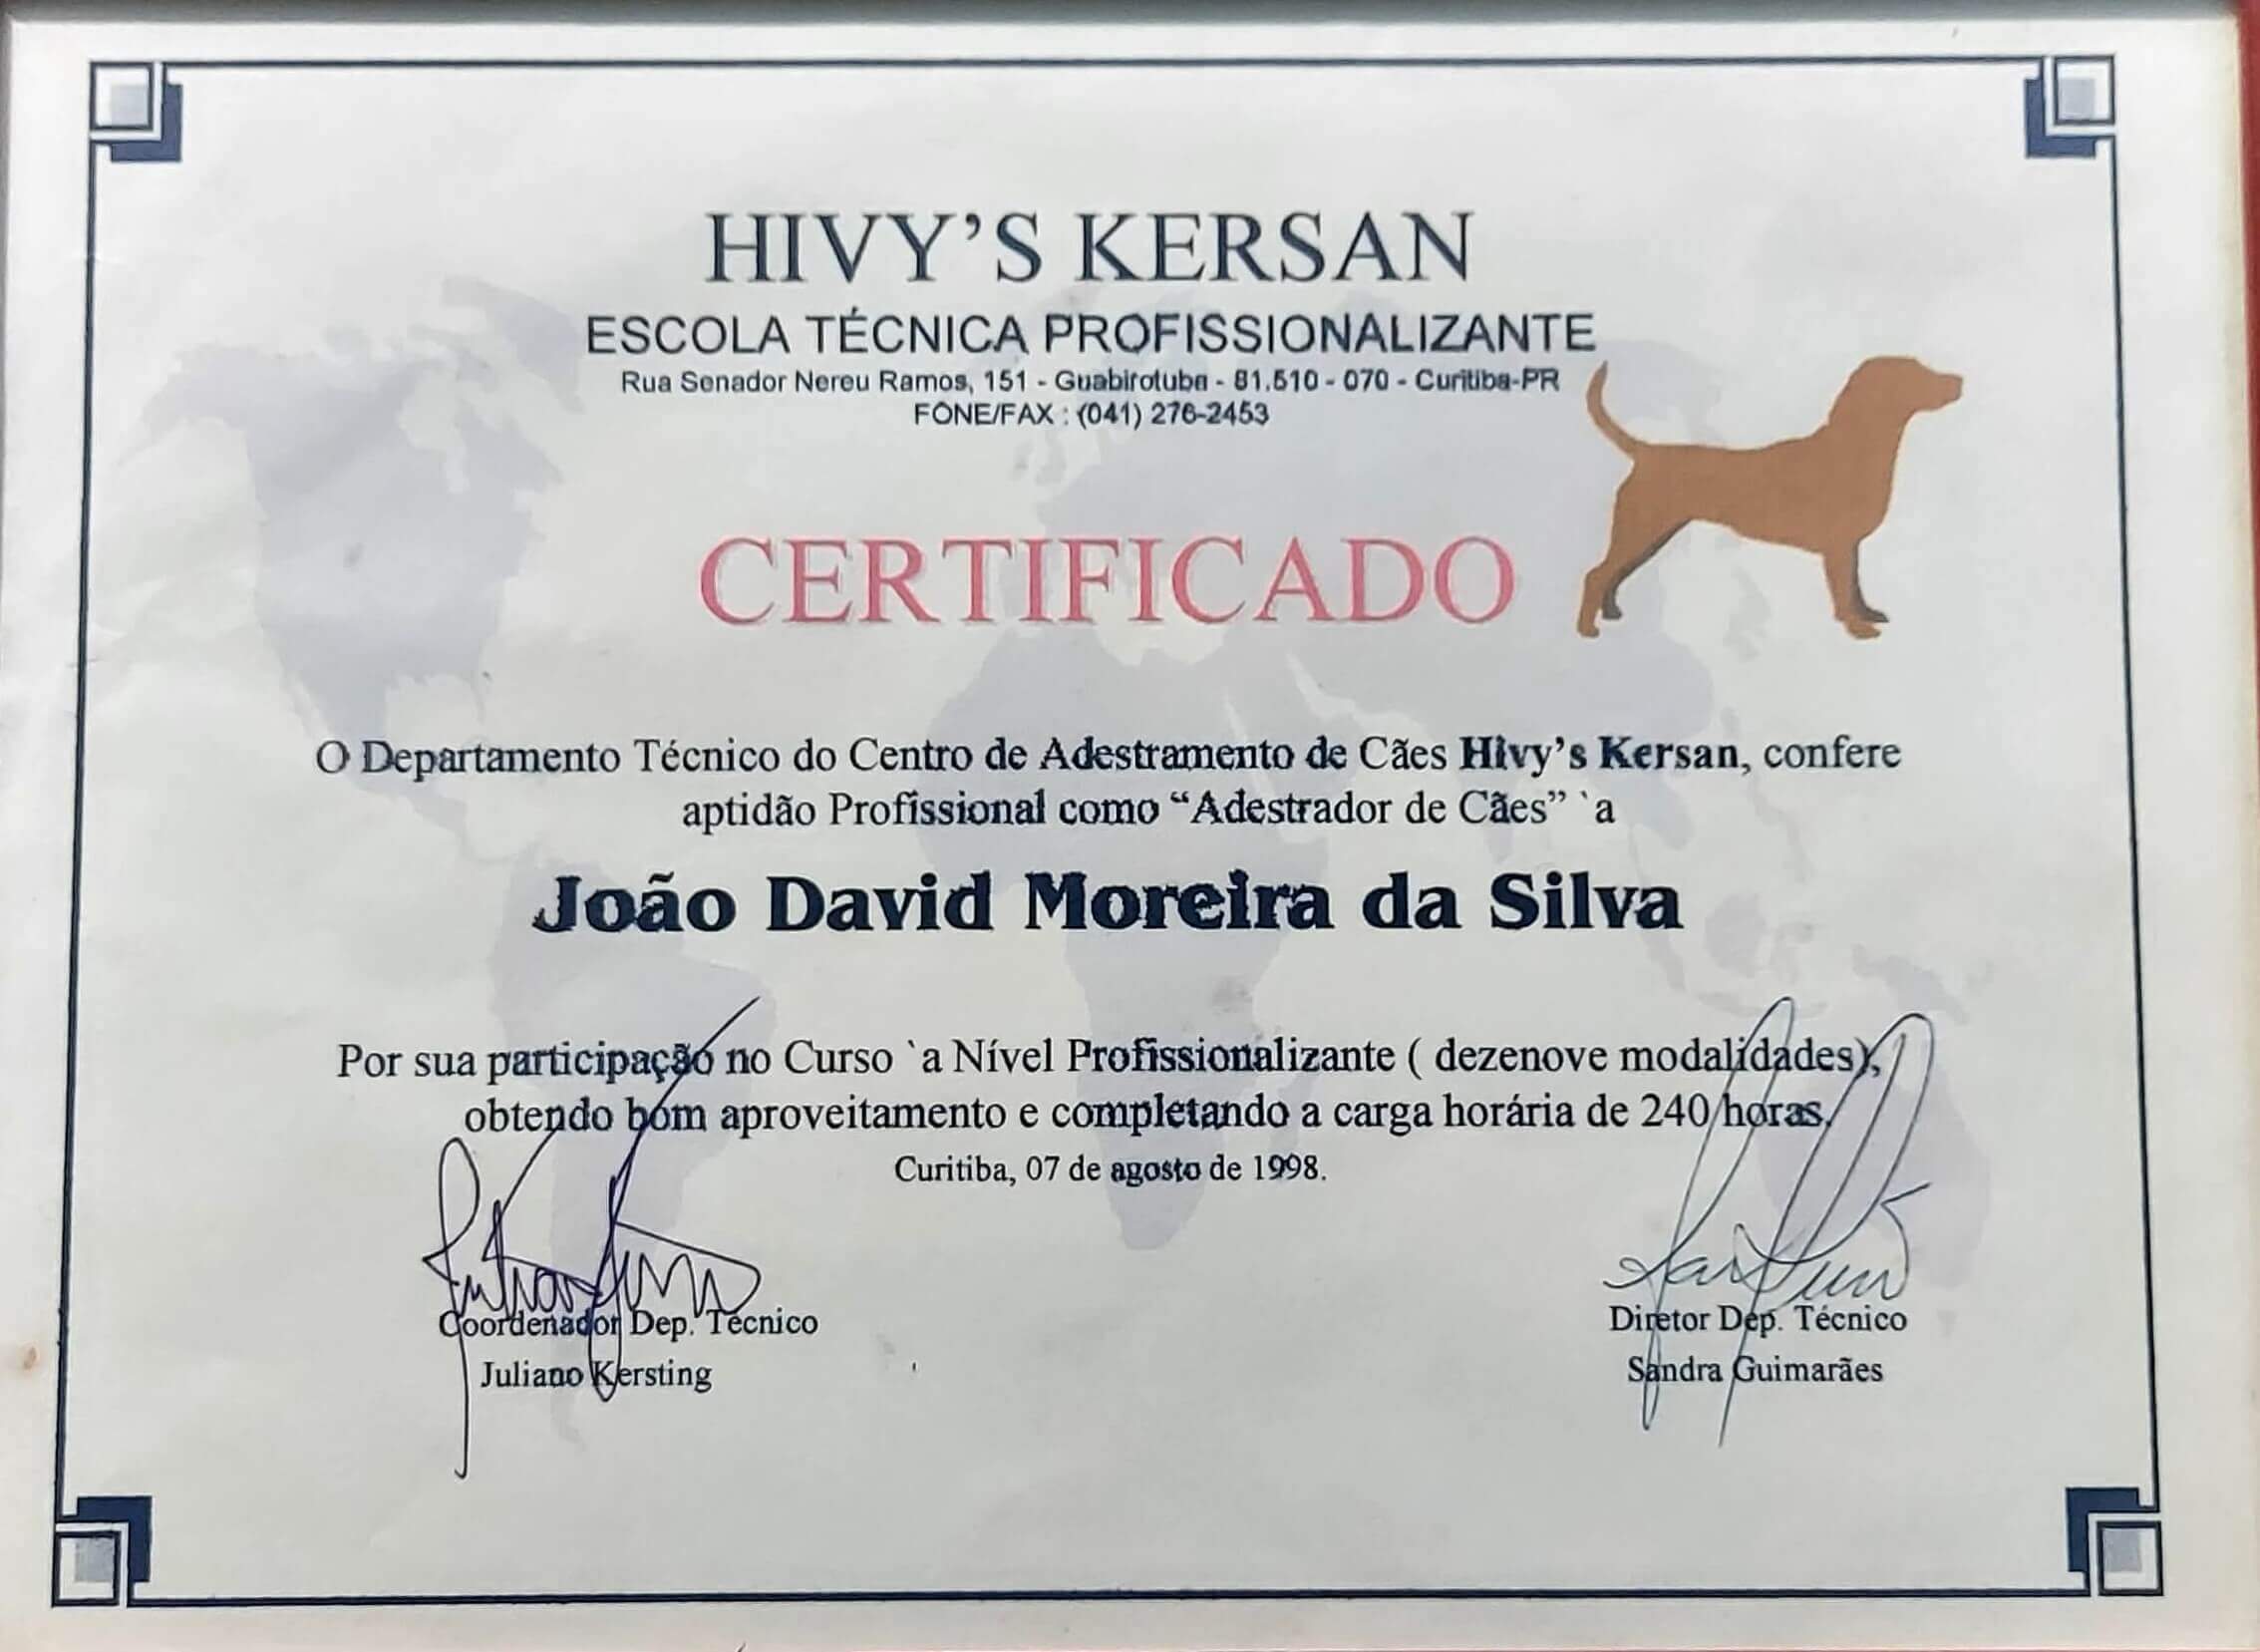 HIVY’S KERSAN
ESCOLA TÉCNICA PROFISSIONALIZANTE
Rua Senador Nereu Ramos, 151 - Guabirotuba - 81.510 - 070 - Curitiba-PR
FONE/FAX : (041) 276-2453
CERTIFICADO
O Departamento Técnico do Centro de Adestramento de Cães Hivy’s Kersan, confere
aptidão Profissional como “Adestrador de Cães” `a
João David Moreira da Silva
Por sua participação no Curso `a Nível Profissionalizante ( dezenove modalidades),
obtendo bom aproveitamento e completando a carga horária de 240 horas.
Curitiba, 07 de agosto de 1998.
Coordenador Dep. Técnico
Juliano Kersting
Diretor Dep. Técnico
Sandra Guimarães